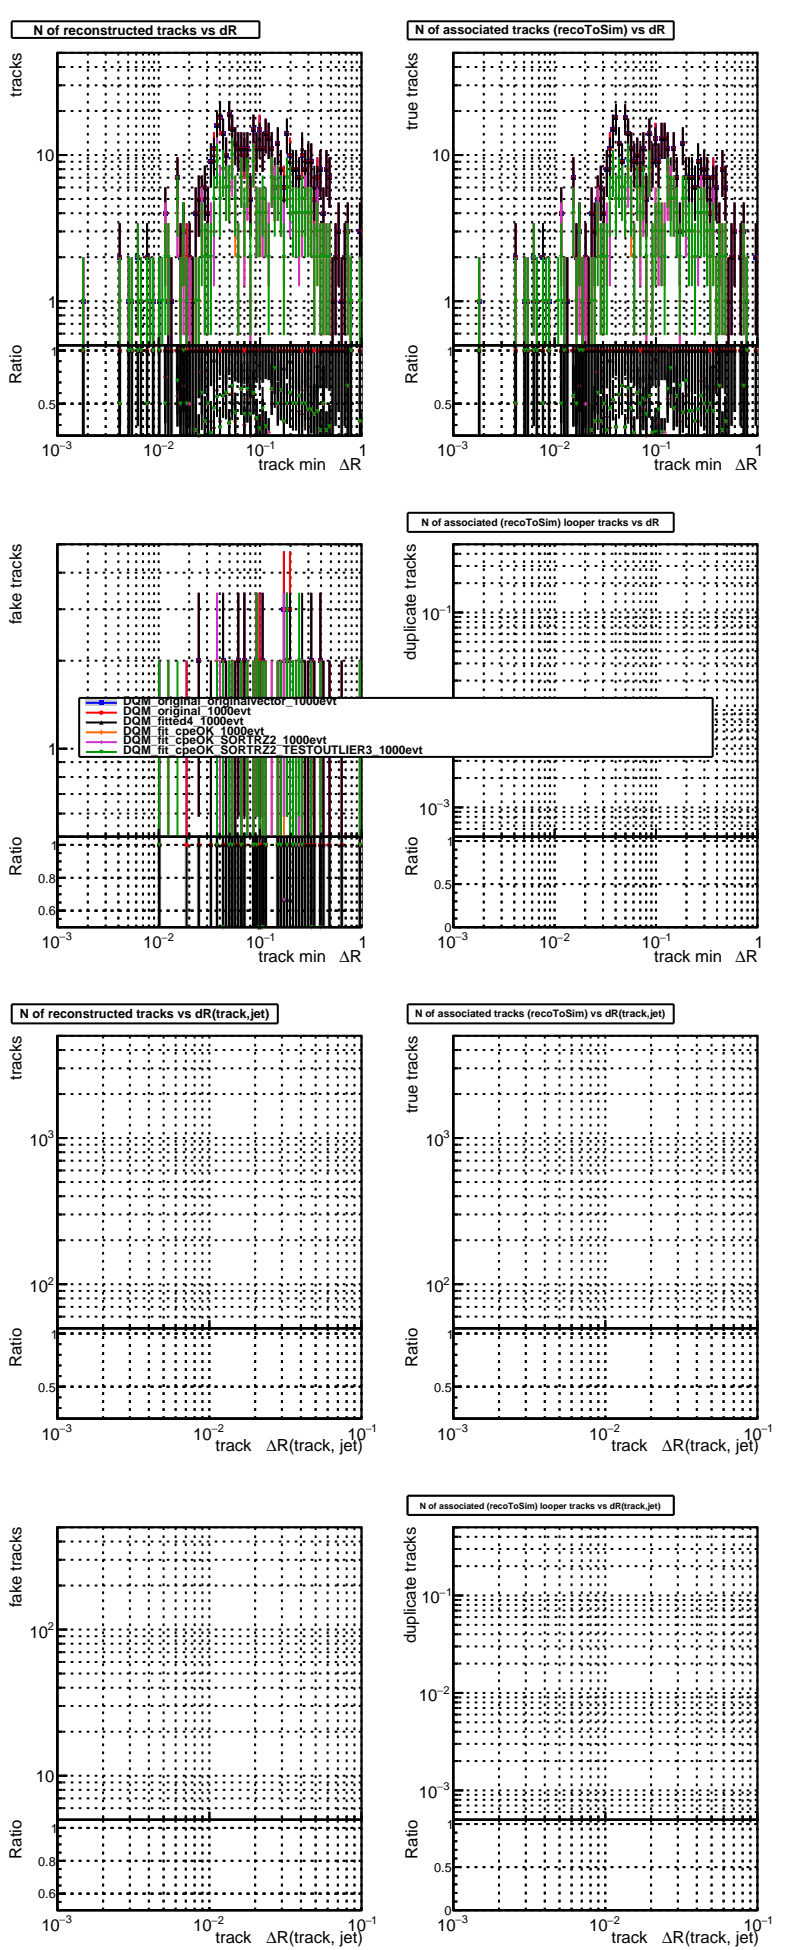 N of reconstructed tracks vs dR
N of associated tracks (recoToSim) vs dR
tracks
10
1
Ratio
1
0.5
10⁻³
10⁻²
10⁻¹
1
track min ΔR
true tracks
10
1
Ratio
1
0.5
10⁻³
10⁻²
10⁻¹
1
track min ΔR
N of associated (recoToSim) looper tracks vs dR
fake tracks
1
Ratio
1
0.8
0.6
10⁻³
10⁻²
10⁻¹
1
track min ΔR
duplicate tracks
10⁻¹
10⁻³
Ratio
1
0.5
0
10⁻³
10⁻²
10⁻¹
1
track min ΔR
DQM_original_originalvector_1000evt
DQM_original_1000evt
DQM_fitted4_1000evt
DQM_fit_cpeOK_1000evt
DQM_fit_cpeOK_SORTRZ2_1000evt
DQM_fit_cpeOK_SORTRZ2_TESTOUTLIER3_1000evt
N of reconstructed tracks vs dR(track,jet)
N of associated tracks (recoToSim) vs dR(track,jet)
tracks
10³
10²
Ratio
1
0.5
10⁻³
10⁻²
10⁻¹
track ΔR(track, jet)
true tracks
10³
10²
Ratio
1
0.5
10⁻³
10⁻²
10⁻¹
track ΔR(track, jet)
N of associated (recoToSim) looper tracks vs dR(track,jet)
fake tracks
10²
10
Ratio
1
0.8
0.6
10⁻³
10⁻²
10⁻¹
track ΔR(track, jet)
duplicate tracks
10⁻¹
10⁻²
10⁻³
Ratio
1
0.5
0
10⁻³
10⁻²
10⁻¹
track ΔR(track, jet)